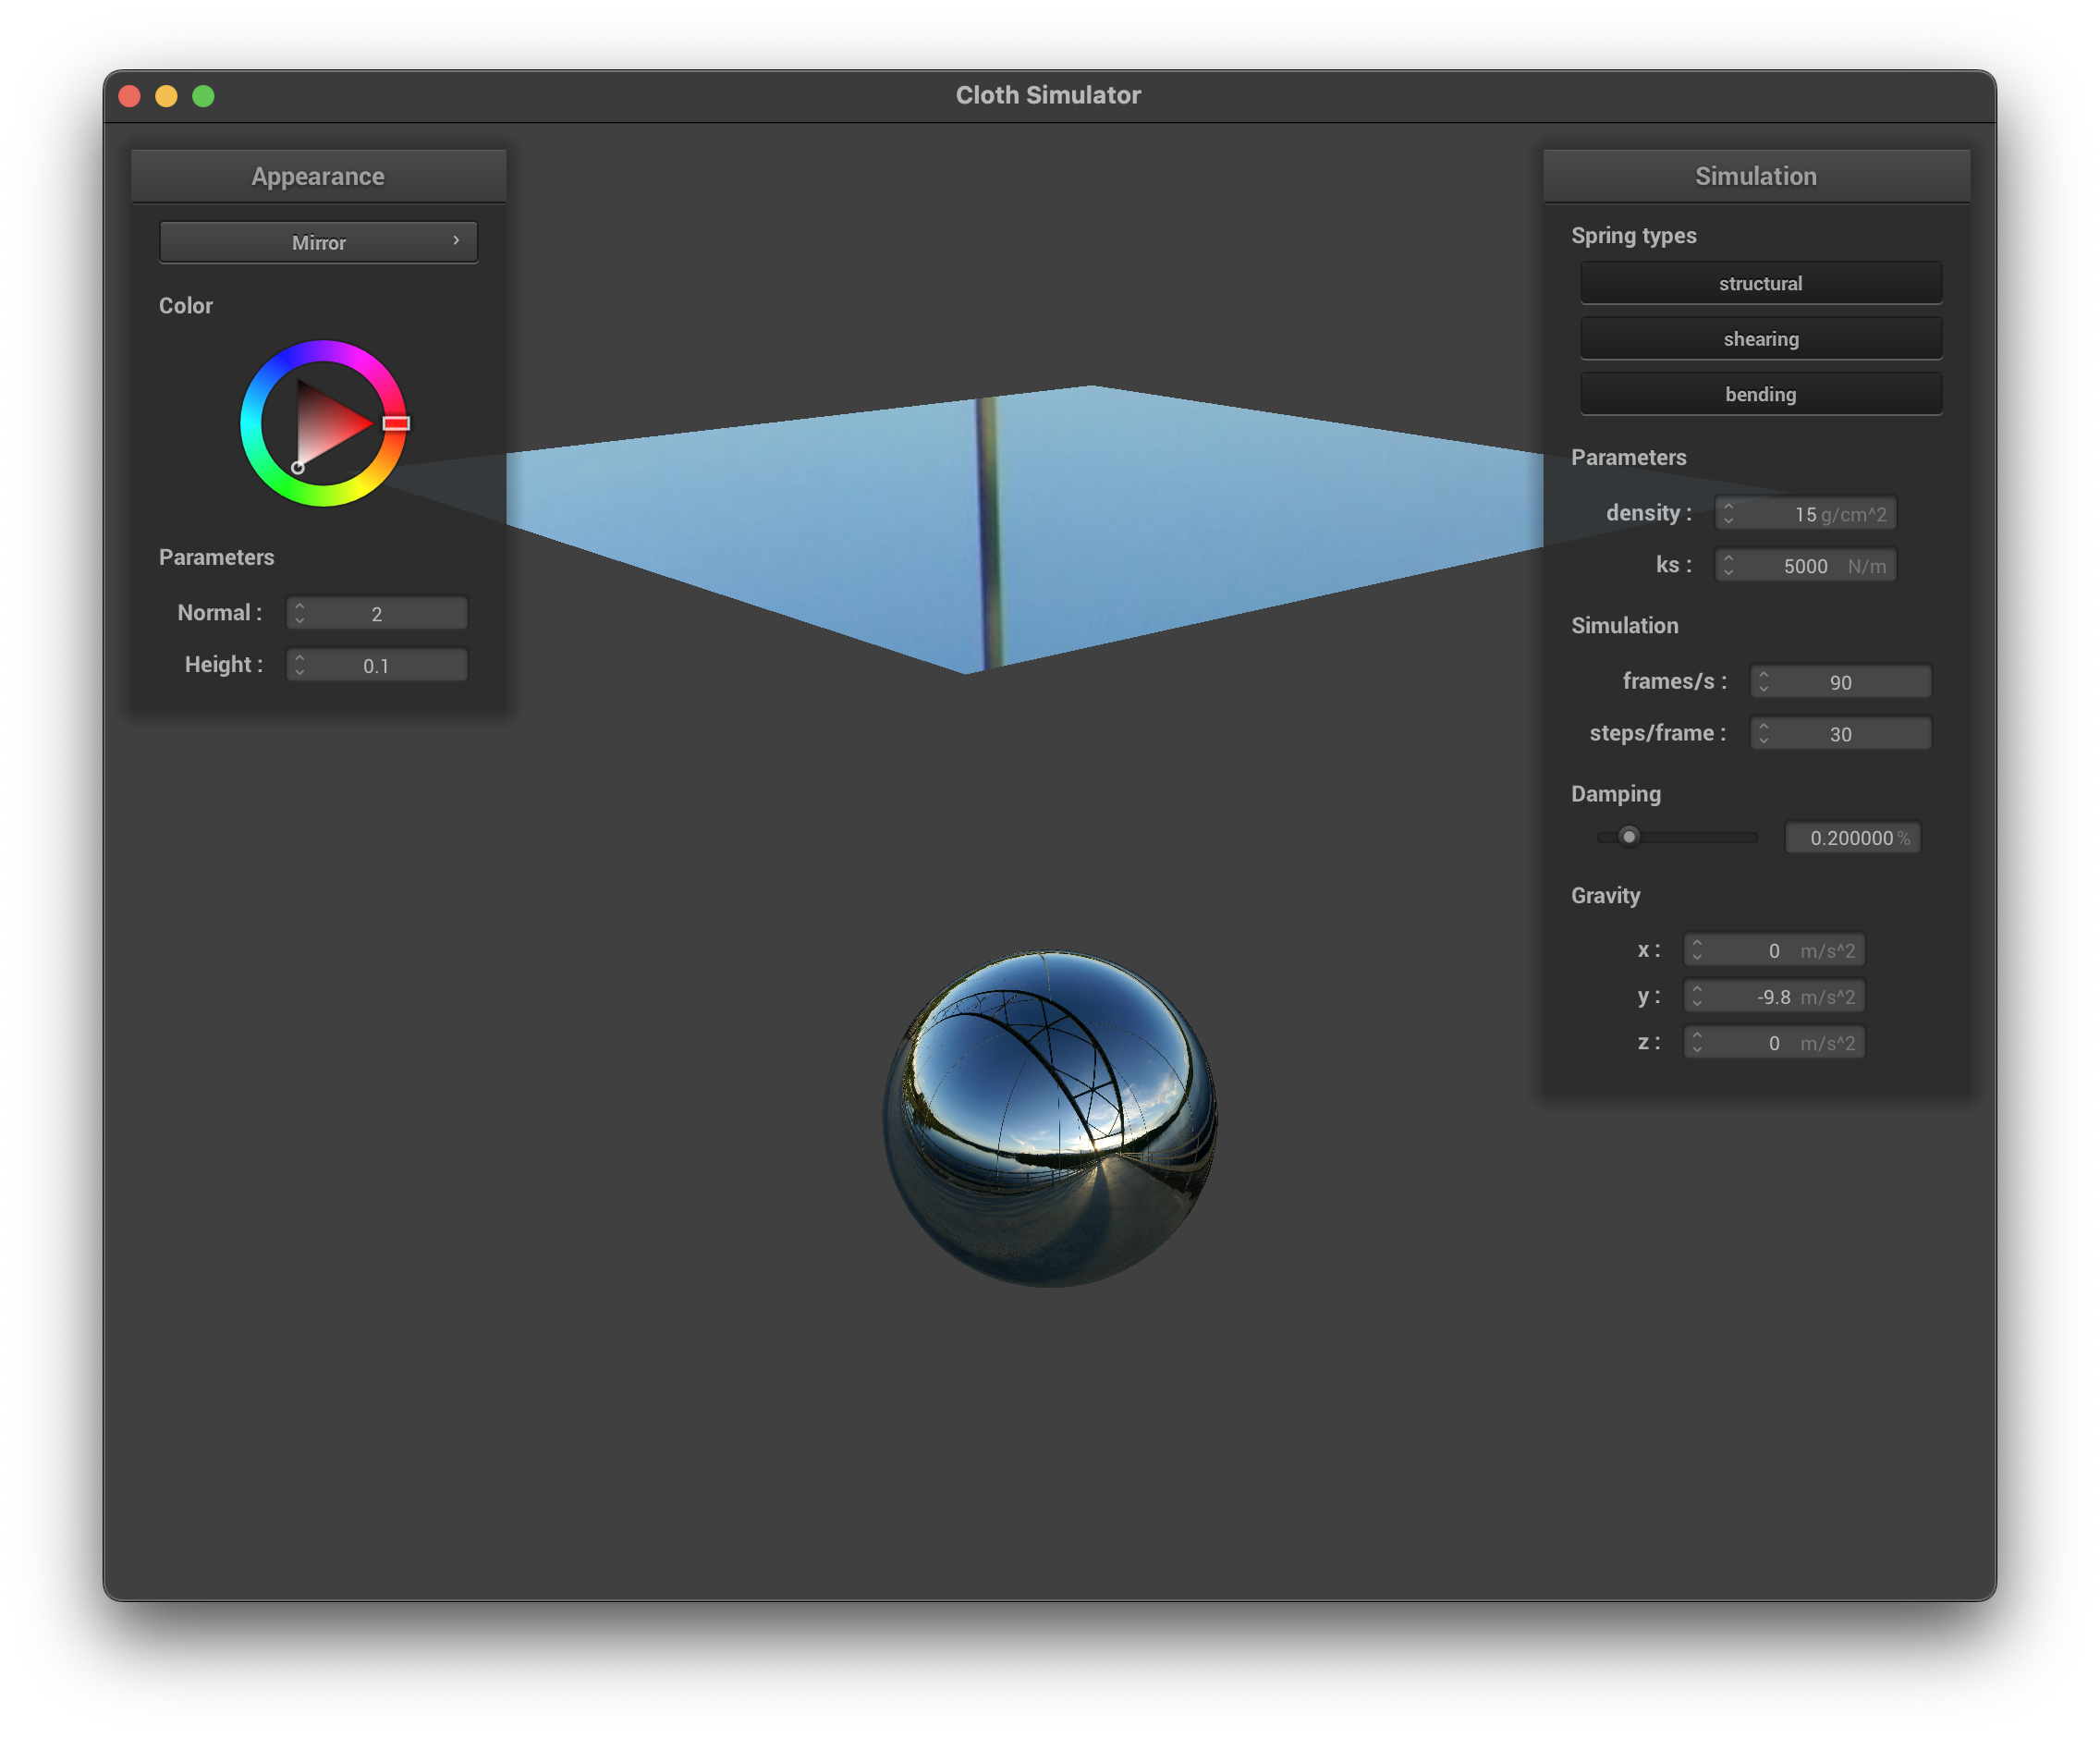 Cloth Simulator
Appearance
Mirror
Color
Parameters
Normal : 2
Height : 0.1
Simulation
Spring types
structural
shearing
bending
Parameters
density : 15 g/cm^2
ks : 5000 N/m
Simulation
frames/s : 90
steps/frame : 30
Damping
0.200000 %
Gravity
x : 0 m/s^2
y : -9.8 m/s^2
z : 0 m/s^2